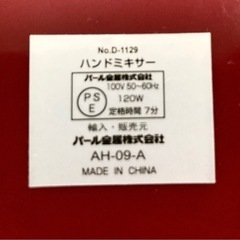 No.D-1129
ハンドミキサー
パール金属株式会社
100V 50~60Hz
PS
E
120W
定格時間 7分
輸入・販売元
パール金属株式会社
AH-09-A
MADE IN CHINA